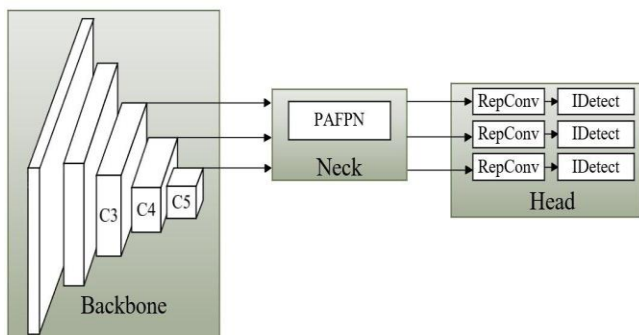 C3
C4
C5
Backbone
PAFPN
Neck
RepConv
IDetect
RepConv
IDetect
RepConv
IDetect
Head